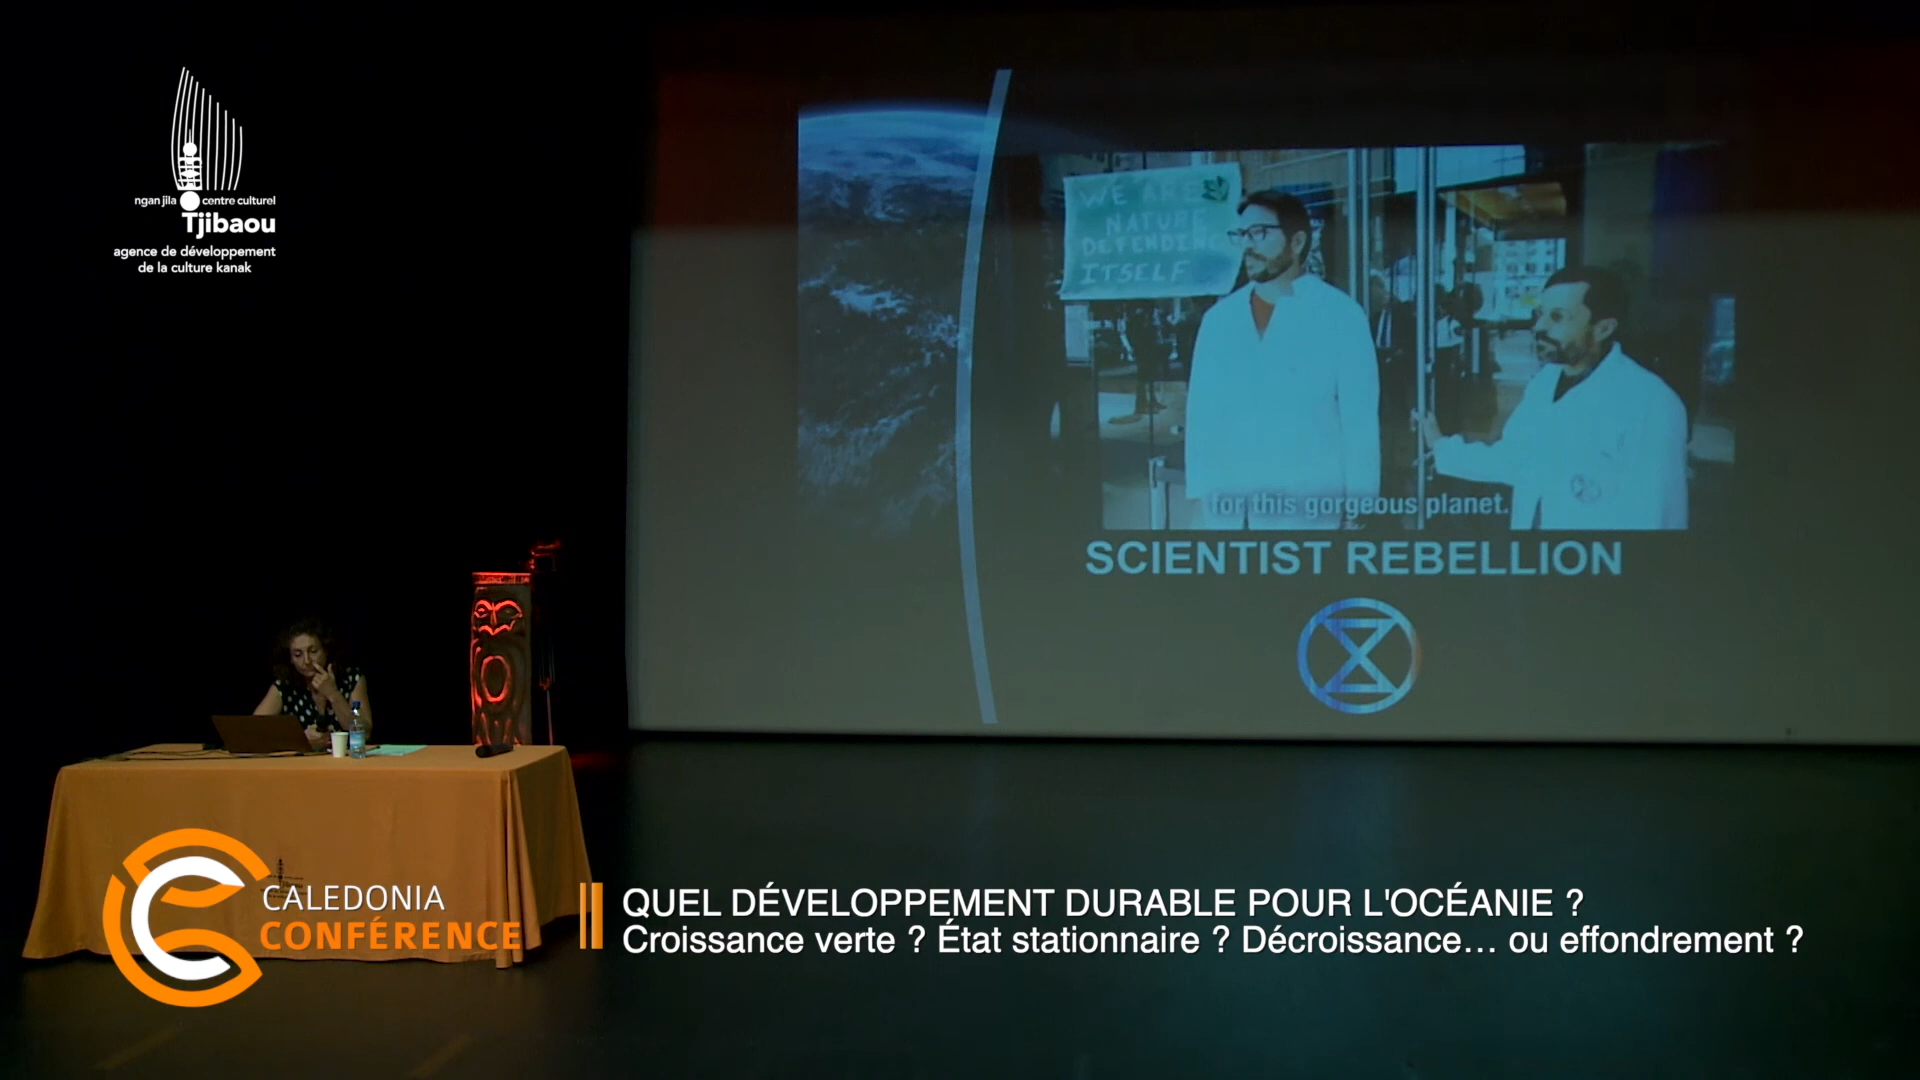 ngan jila centre culturel
Tjibaou
agence de développement
de la culture kanak
WE ARE
NATURE
DEFENDING
ITSELF
for this gorgeous planet.
SCIENTIST REBELLION
CALEDONIA
CONFÉRENCE
QUEL DÉVELOPPEMENT DURABLE POUR L'OCÉANIE ?
Croissance verte ? État stationnaire ? Décroissance… ou effondrement ?